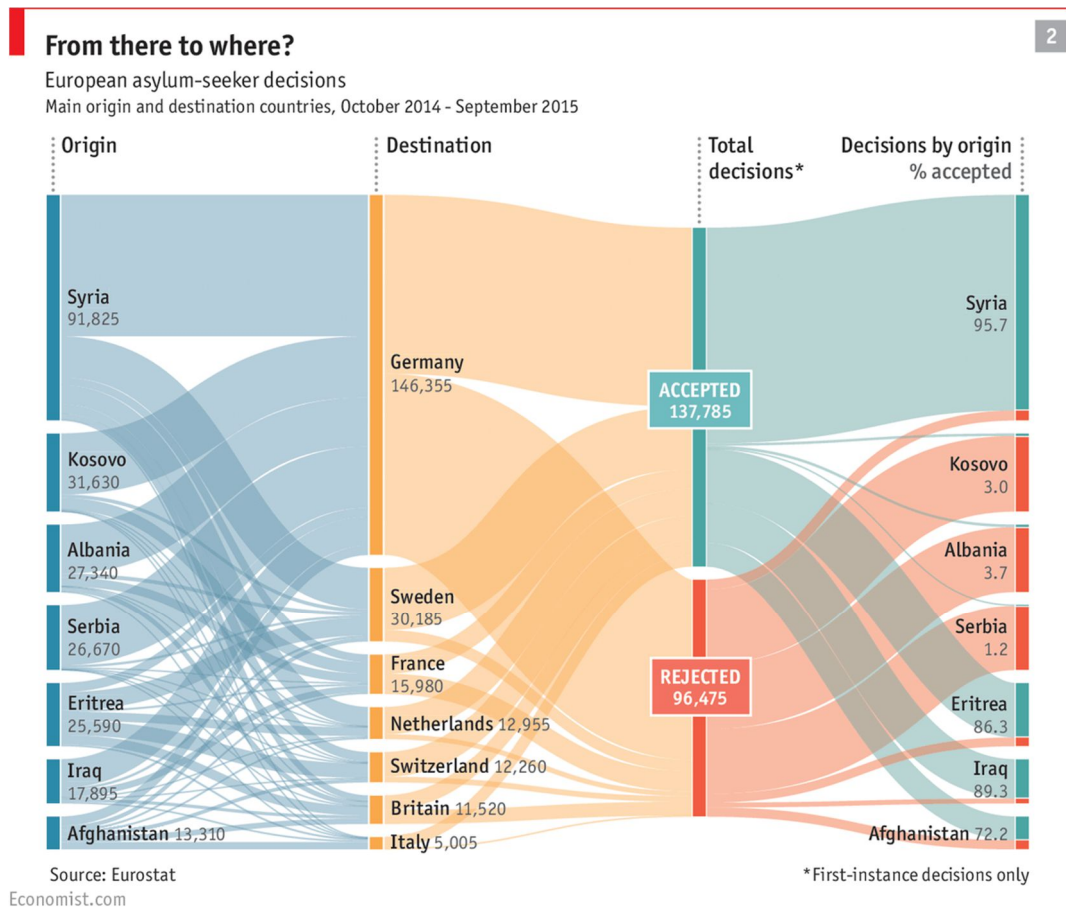 From there to where?
2
European asylum-seeker decisions
Main origin and destination countries, October 2014 - September 2015
Origin
Destination
Total
decisions*
Decisions by origin
% accepted
Syria
91,825
Kosovo
31,630
Albania
27,340
Serbia
26,670
Eritrea
25,590
Iraq
17,895
Afghanistan 13,310
Germany
146,355
Sweden
30,185
France
15,980
Netherlands 12,955
Switzerland 12,260
Britain 11,520
Italy 5,005
ACCEPTED
137,785
REJECTED
96,475
Syria
95.7
Kosovo
3.0
Albania
3.7
Serbia
1.2
Eritrea
86.3
Iraq
89.3
Afghanistan 72.2
Source: Eurostat
*First-instance decisions only
Economist.com